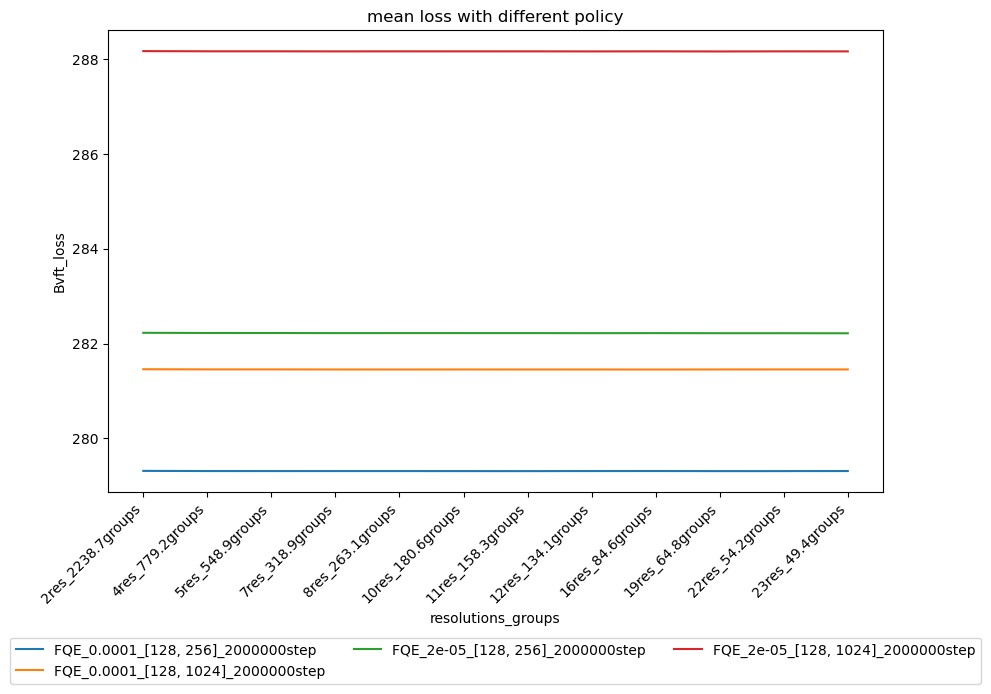 mean loss with different policy
288
286
284
282
280
Bvft_loss
2res_2238.7groups
4res_779.2groups
5res_548.9groups
7res_318.9groups
8res_263.1groups
10res_180.6groups
11res_158.3groups
12res_134.1groups
16res_84.6groups
19res_64.8groups
22res_54.2groups
23res_49.4groups
resolutions_groups
FQE_0.0001_[128, 256]_2000000step
FQE_0.0001_[128, 1024]_2000000step
FQE_2e-05_[128, 256]_2000000step
FQE_2e-05_[128, 1024]_2000000step